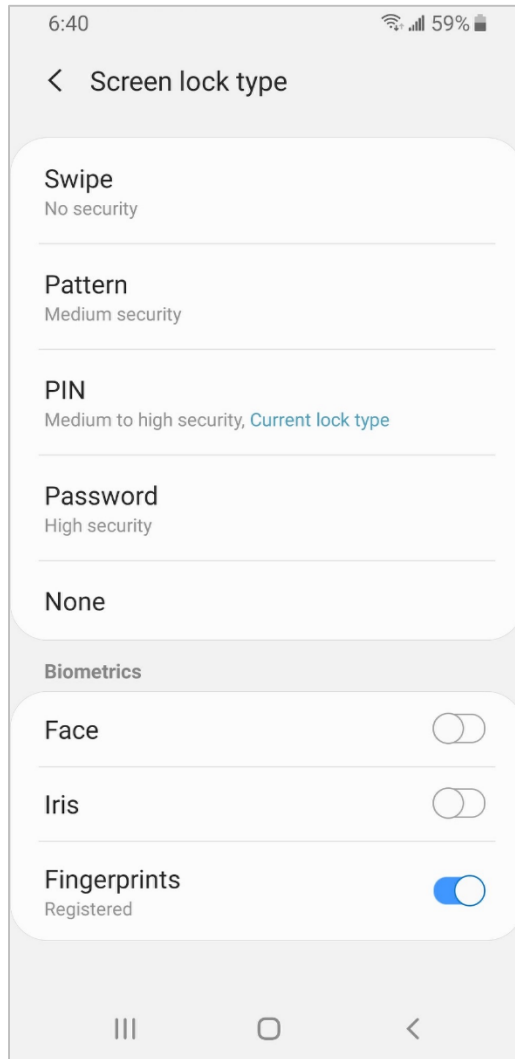 6:40 59%
Screen lock type
Swipe
No security
Pattern
Medium security
PIN
Medium to high security, Current lock type
Password
High security
None
Biometrics
Face
Iris
Fingerprints
Registered